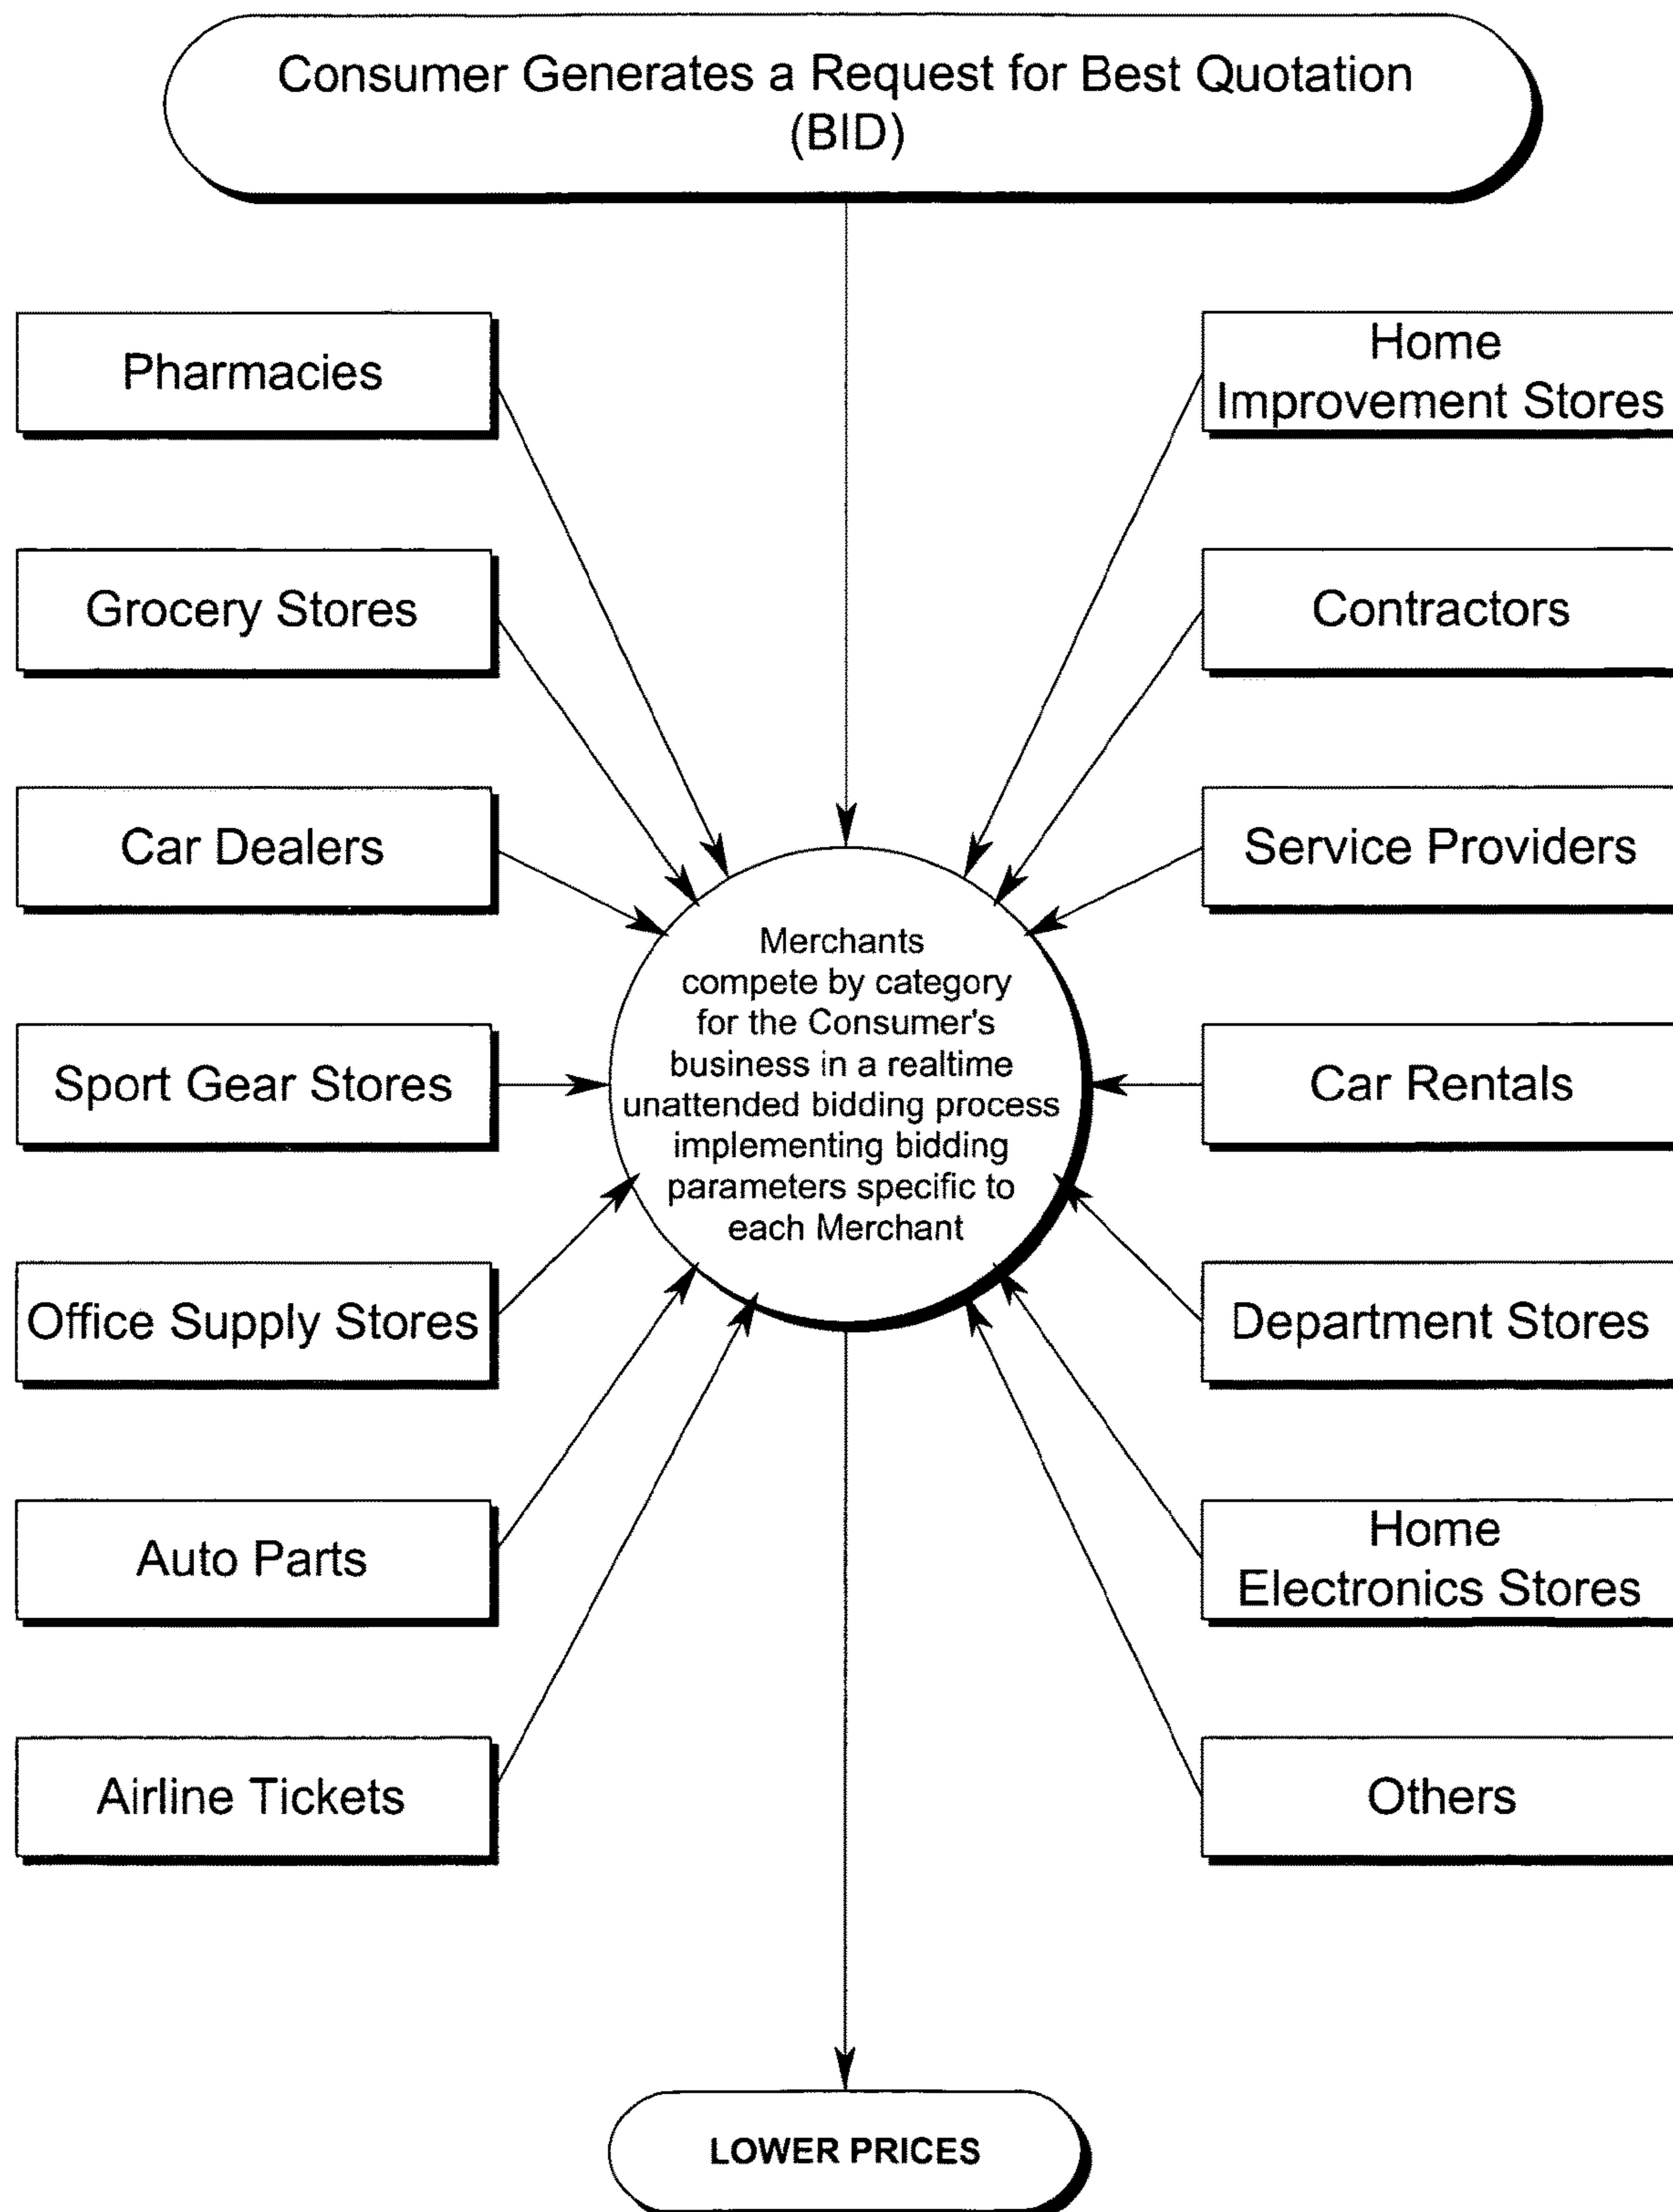 Consumer Generates a Request for Best Quotation
(BID)
Pharmacies
Home
Improvement Stores
Grocery Stores
Contractors
Car Dealers
Service Providers
Merchants
compete by category
for the Consumer's
business in a realtime
unattended bidding process
implementing bidding
parameters specific to
each Merchant
Sport Gear Stores
Car Rentals
Office Supply Stores
Department Stores
Auto Parts
Home
Electronics Stores
Airline Tickets
Others
LOWER PRICES